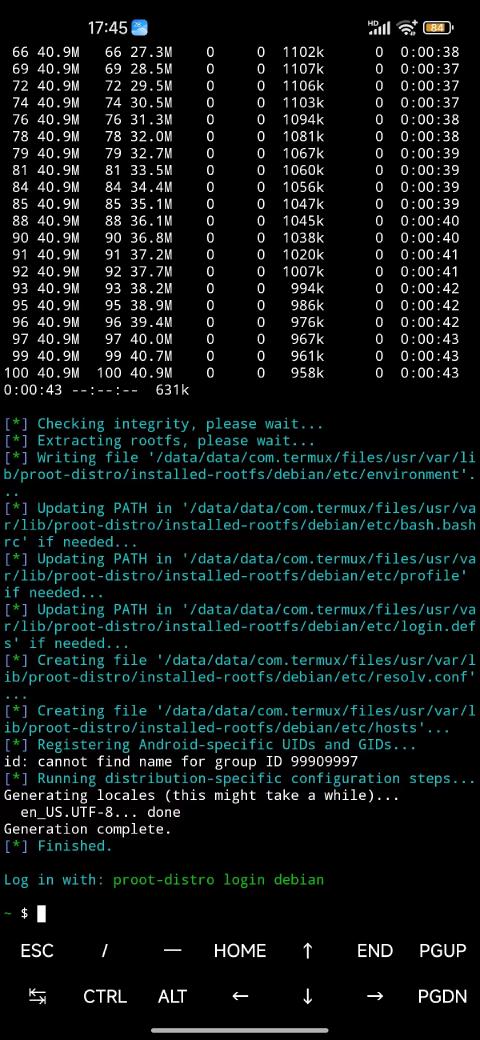 17:45 HD 84
66 40.9M 66 27.3M 0 0 1102k 0 0:00:38
69 40.9M 69 28.5M 0 0 1107k 0 0:00:37
72 40.9M 72 29.5M 0 0 1106k 0 0:00:37
74 40.9M 74 30.5M 0 0 1103k 0 0:00:37
76 40.9M 76 31.3M 0 0 1094k 0 0:00:38
78 40.9M 78 32.0M 0 0 1081k 0 0:00:38
79 40.9M 79 32.7M 0 0 1067k 0 0:00:39
81 40.9M 81 33.5M 0 0 1060k 0 0:00:39
84 40.9M 84 34.4M 0 0 1056k 0 0:00:39
85 40.9M 85 35.1M 0 0 1047k 0 0:00:39
88 40.9M 88 36.1M 0 0 1045k 0 0:00:40
90 40.9M 90 36.8M 0 0 1038k 0 0:00:40
91 40.9M 91 37.2M 0 0 1020k 0 0:00:41
92 40.9M 92 37.7M 0 0 1007k 0 0:00:41
93 40.9M 93 38.2M 0 0 994k 0 0:00:42
95 40.9M 95 38.9M 0 0 986k 0 0:00:42
96 40.9M 96 39.4M 0 0 976k 0 0:00:42
97 40.9M 97 40.0M 0 0 967k 0 0:00:43
99 40.9M 99 40.7M 0 0 961k 0 0:00:43
100 40.9M 100 40.9M 0 0 958k 0 0:00:43
0:00:43 --:--:-- 631k
[*] Checking integrity, please wait...
[*] Extracting rootfs, please wait...
[*] Writing file '/data/data/com.termux/files/usr/var/li
b/proot-distro/installed-rootfs/debian/etc/environment'.
..
[*] Updating PATH in '/data/data/com.termux/files/usr/va
r/lib/proot-distro/installed-rootfs/debian/etc/bash.bash
rc' if needed...
[*] Updating PATH in '/data/data/com.termux/files/usr/va
r/lib/proot-distro/installed-rootfs/debian/etc/profile'
if needed...
[*] Updating PATH in '/data/data/com.termux/files/usr/va
r/lib/proot-distro/installed-rootfs/debian/etc/login.def
s' if needed...
[*] Creating file '/data/data/com.termux/files/usr/var/l
ib/proot-distro/installed-rootfs/debian/etc/resolv.conf'
...
[*] Creating file '/data/data/com.termux/files/usr/var/l
ib/proot-distro/installed-rootfs/debian/etc/hosts'...
[*] Registering Android-specific UIDs and GIDs...
id: cannot find name for group ID 99909997
[*] Running distribution-specific configuration steps...
Generating locales (this might take a while)...
en_US.UTF-8... done
Generation complete.
[*] Finished.
Log in with: proot-distro login debian
~ $
ESC / — HOME ↑ END PGUP
↹ CTRL ALT ← ↓ → PGDN